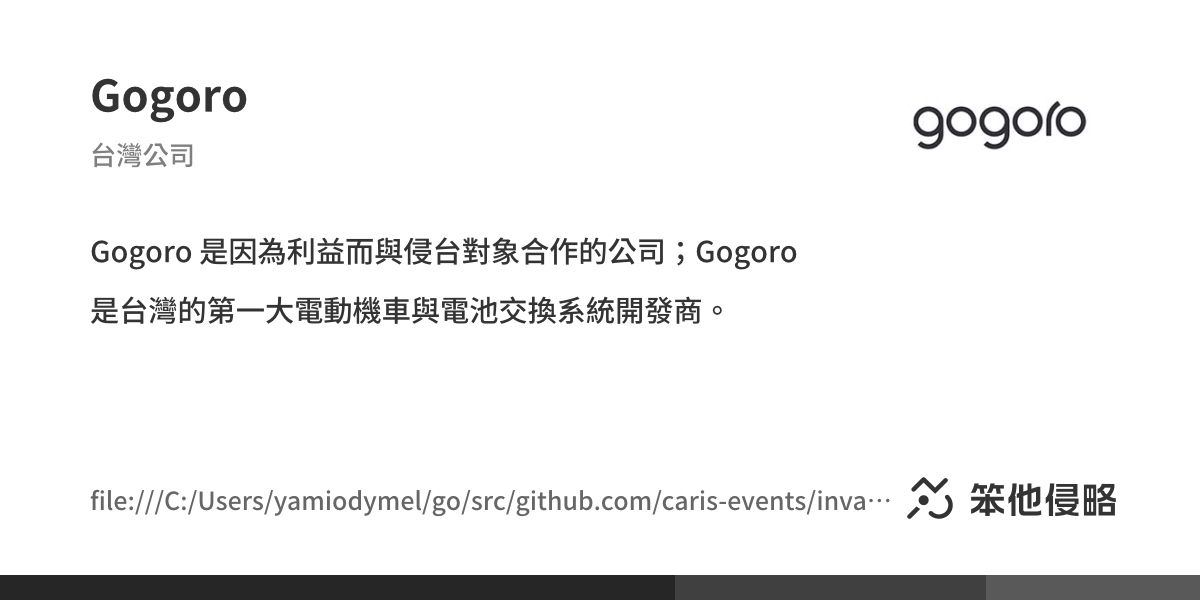 Gogoro
gogoro
台灣公司
Gogoro 是因為利益而與侵台對象合作的公司；Gogoro
是台灣的第一大電動機車與電池交換系統開發商。
file:///C:/Users/yamiodymel/go/src/github.com/caris-events/inva…
笨他侵略